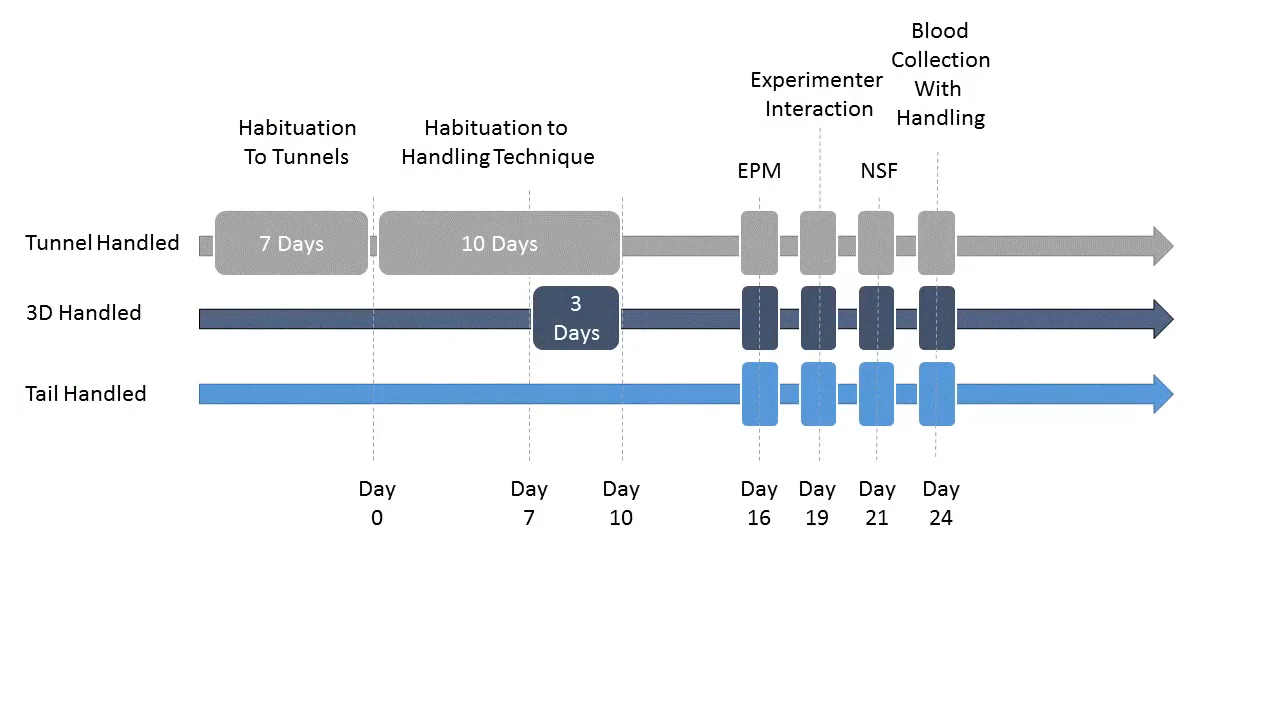 Blood
Collection
With
Handling
Experimenter
Interaction
Habituation
To Tunnels
Habituation to
Handling Technique
EPM
NSF
Tunnel Handled
7 Days
10 Days
3D Handled
3
Days
Tail Handled
Day
0
Day
7
Day
10
Day
16
Day
19
Day
21
Day
24